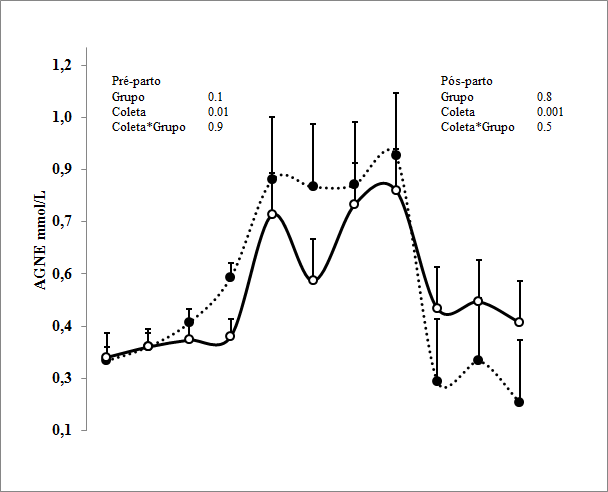 1,2
Pré-parto
Pós-parto
Grupo 0.1
Grupo 0.8
Coleta 0.01
Coleta 0.001
1,0
Coleta*Grupo 0.9
Coleta*Grupo 0.5
0,9
0,7
AGNE mmol/L
0,6
0,4
0,3
0,1